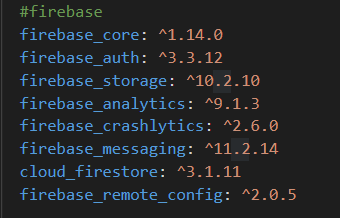 #firebase
firebase_core: ^1.14.0
firebase_auth: ^3.3.12
firebase_storage: ^10.2.10
firebase_analytics: ^9.1.3
firebase_crashlytics: ^2.6.0
firebase_messaging: ^11.2.14
cloud_firestore: ^3.1.11
firebase_remote_config: ^2.0.5